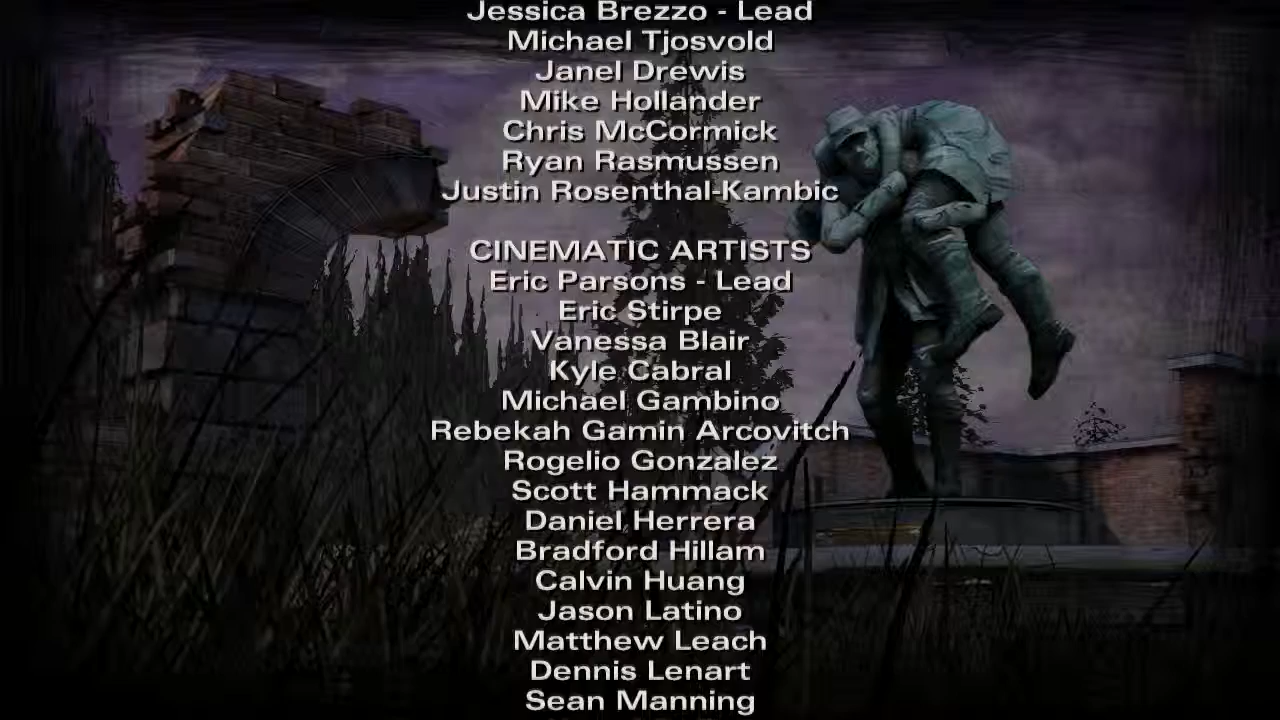 Jessica Brezzo - Lead
Michael Tjosvold
Janel Drewis
Mike Hollander
Chris McCormick
Ryan Rasmussen
Justin Rosenthal-Kambic
CINEMATIC ARTISTS
Eric Parsons - Lead
Eric Stirpe
Vanessa Blair
Kyle Cabral
Michael Gambino
Rebekah Gamin Arcovitch
Rogelio Gonzalez
Scott Hammack
Daniel Herrera
Bradford Hillam
Calvin Huang
Jason Latino
Matthew Leach
Dennis Lenart
Sean Manning